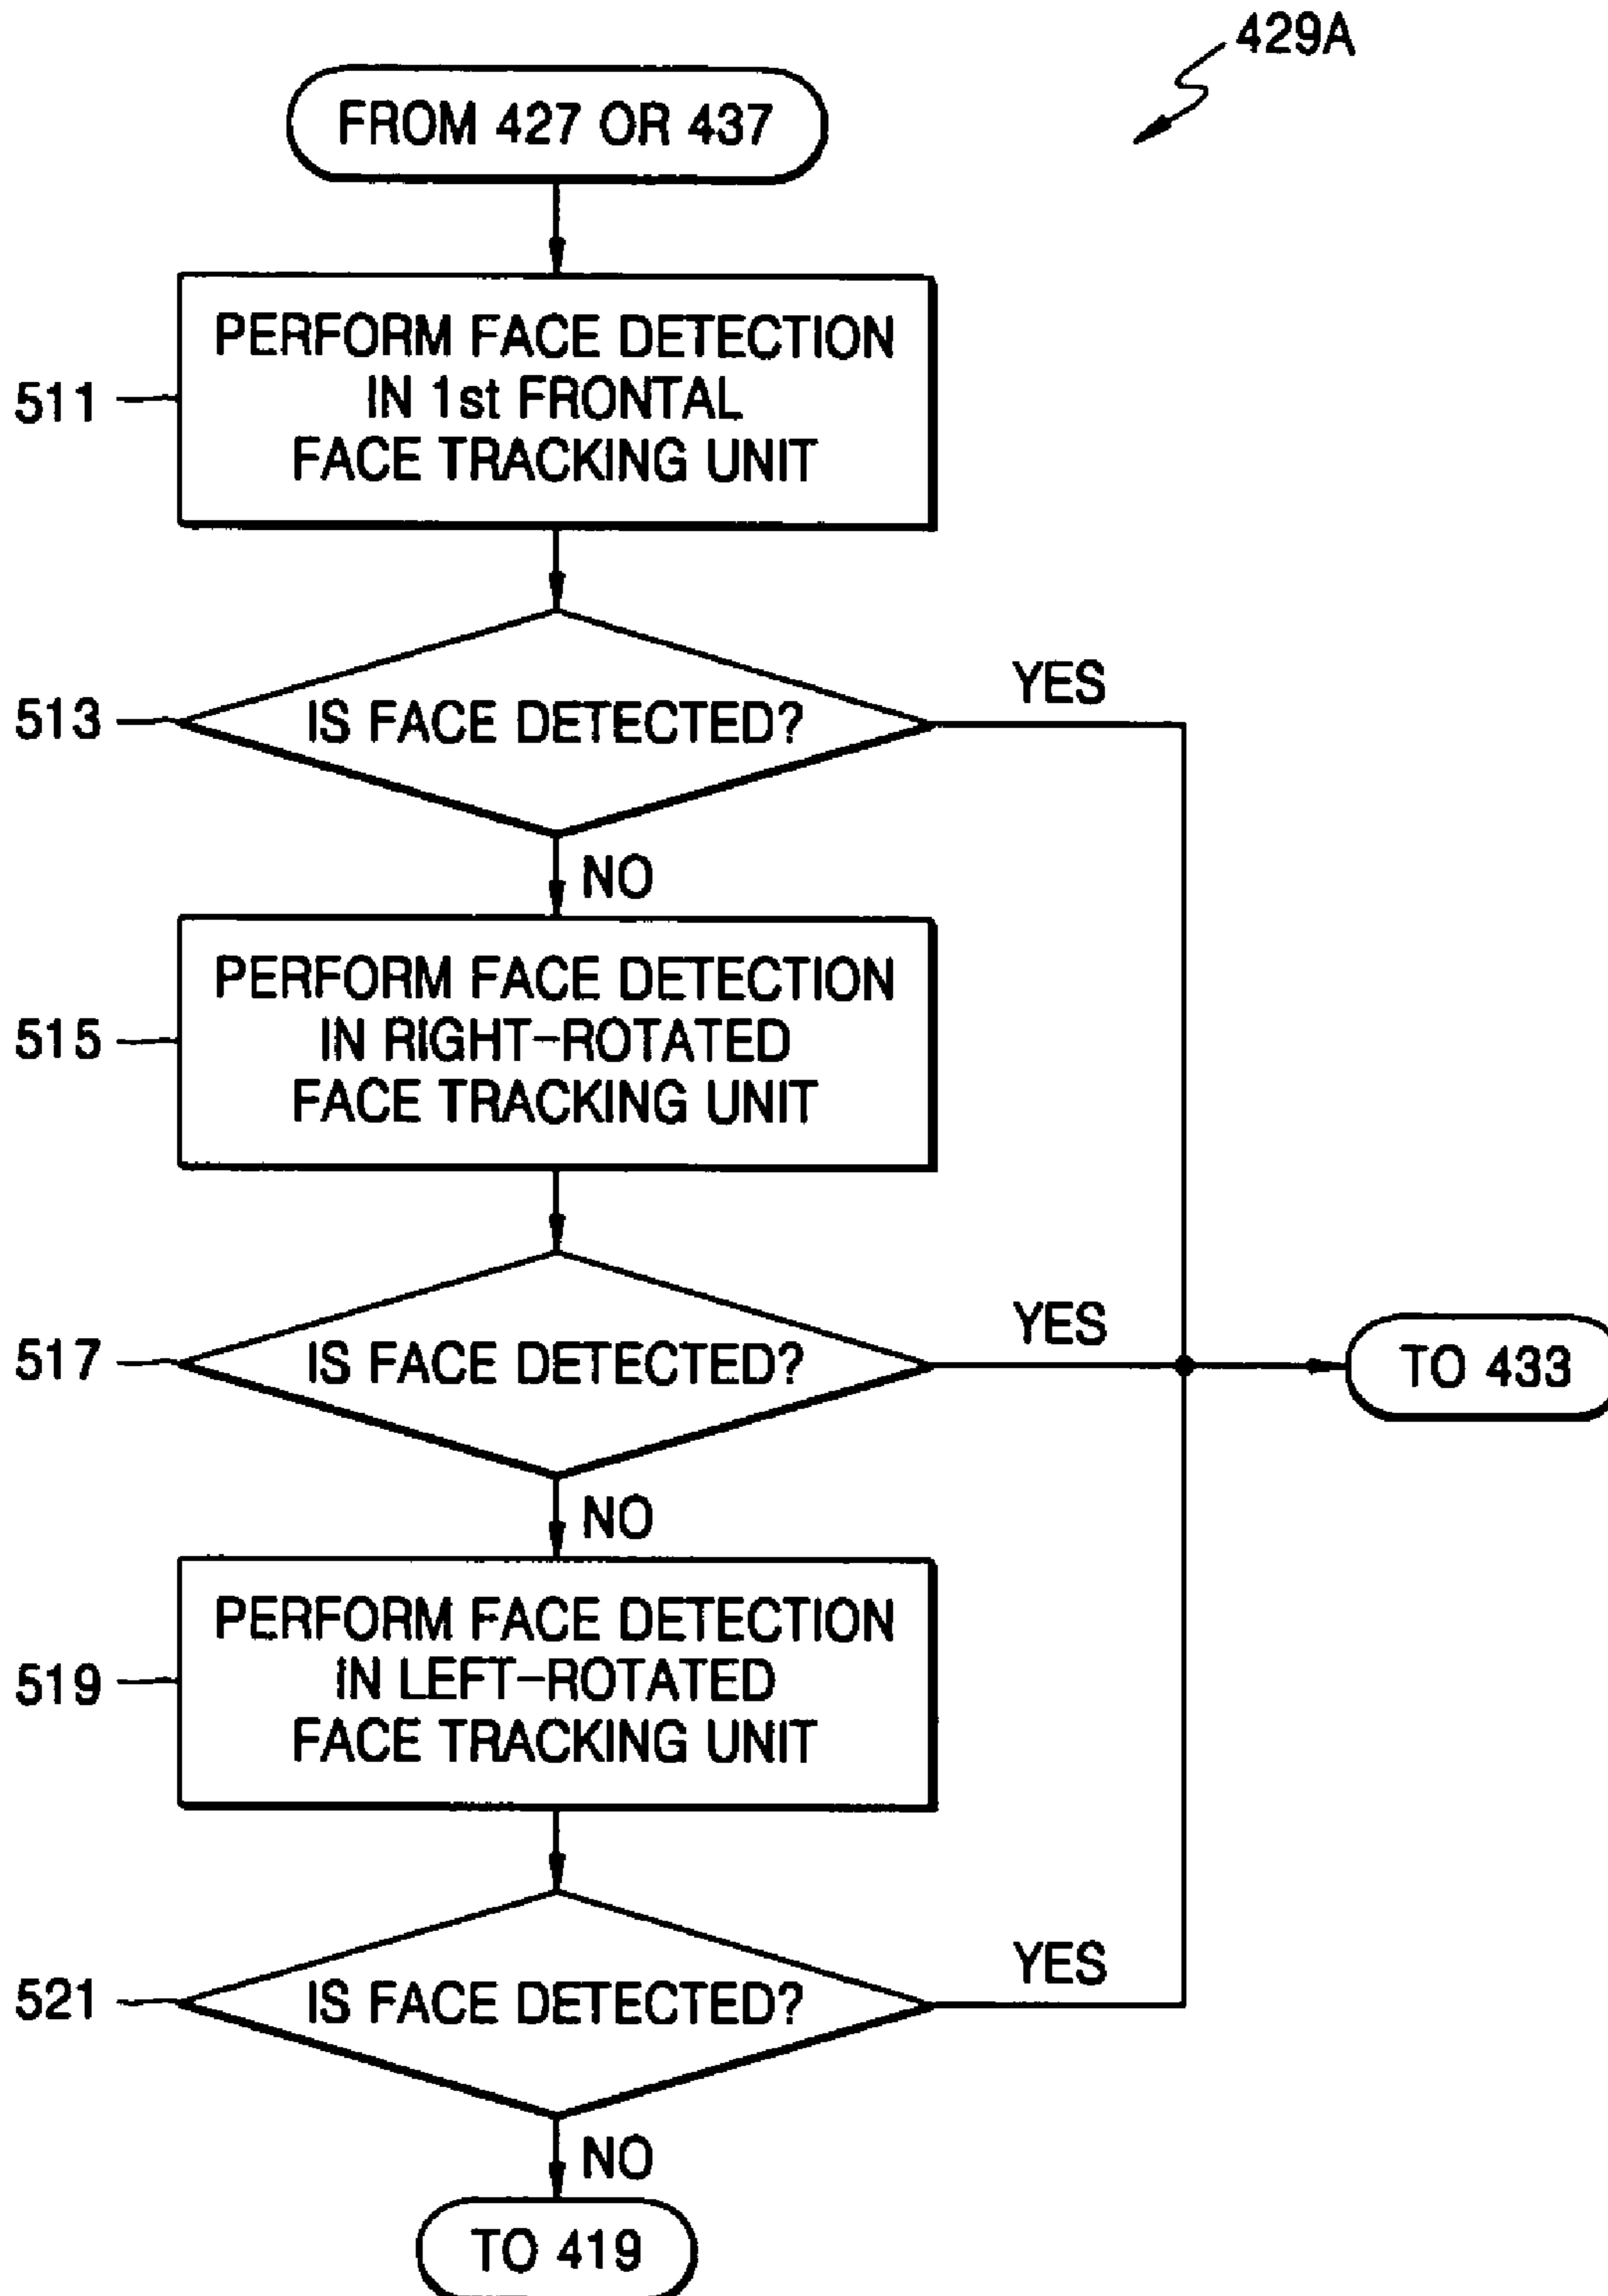 429A
FROM 427 OR 437
511
PERFORM FACE DETECTION
IN 1st FRONTAL
FACE TRACKING UNIT
513
IS FACE DETECTED?
YES
NO
515
PERFORM FACE DETECTION
IN RIGHT-ROTATED
FACE TRACKING UNIT
517
IS FACE DETECTED?
YES
TO 433
NO
519
PERFORM FACE DETECTION
IN LEFT-ROTATED
FACE TRACKING UNIT
521
IS FACE DETECTED?
YES
NO
TO 419